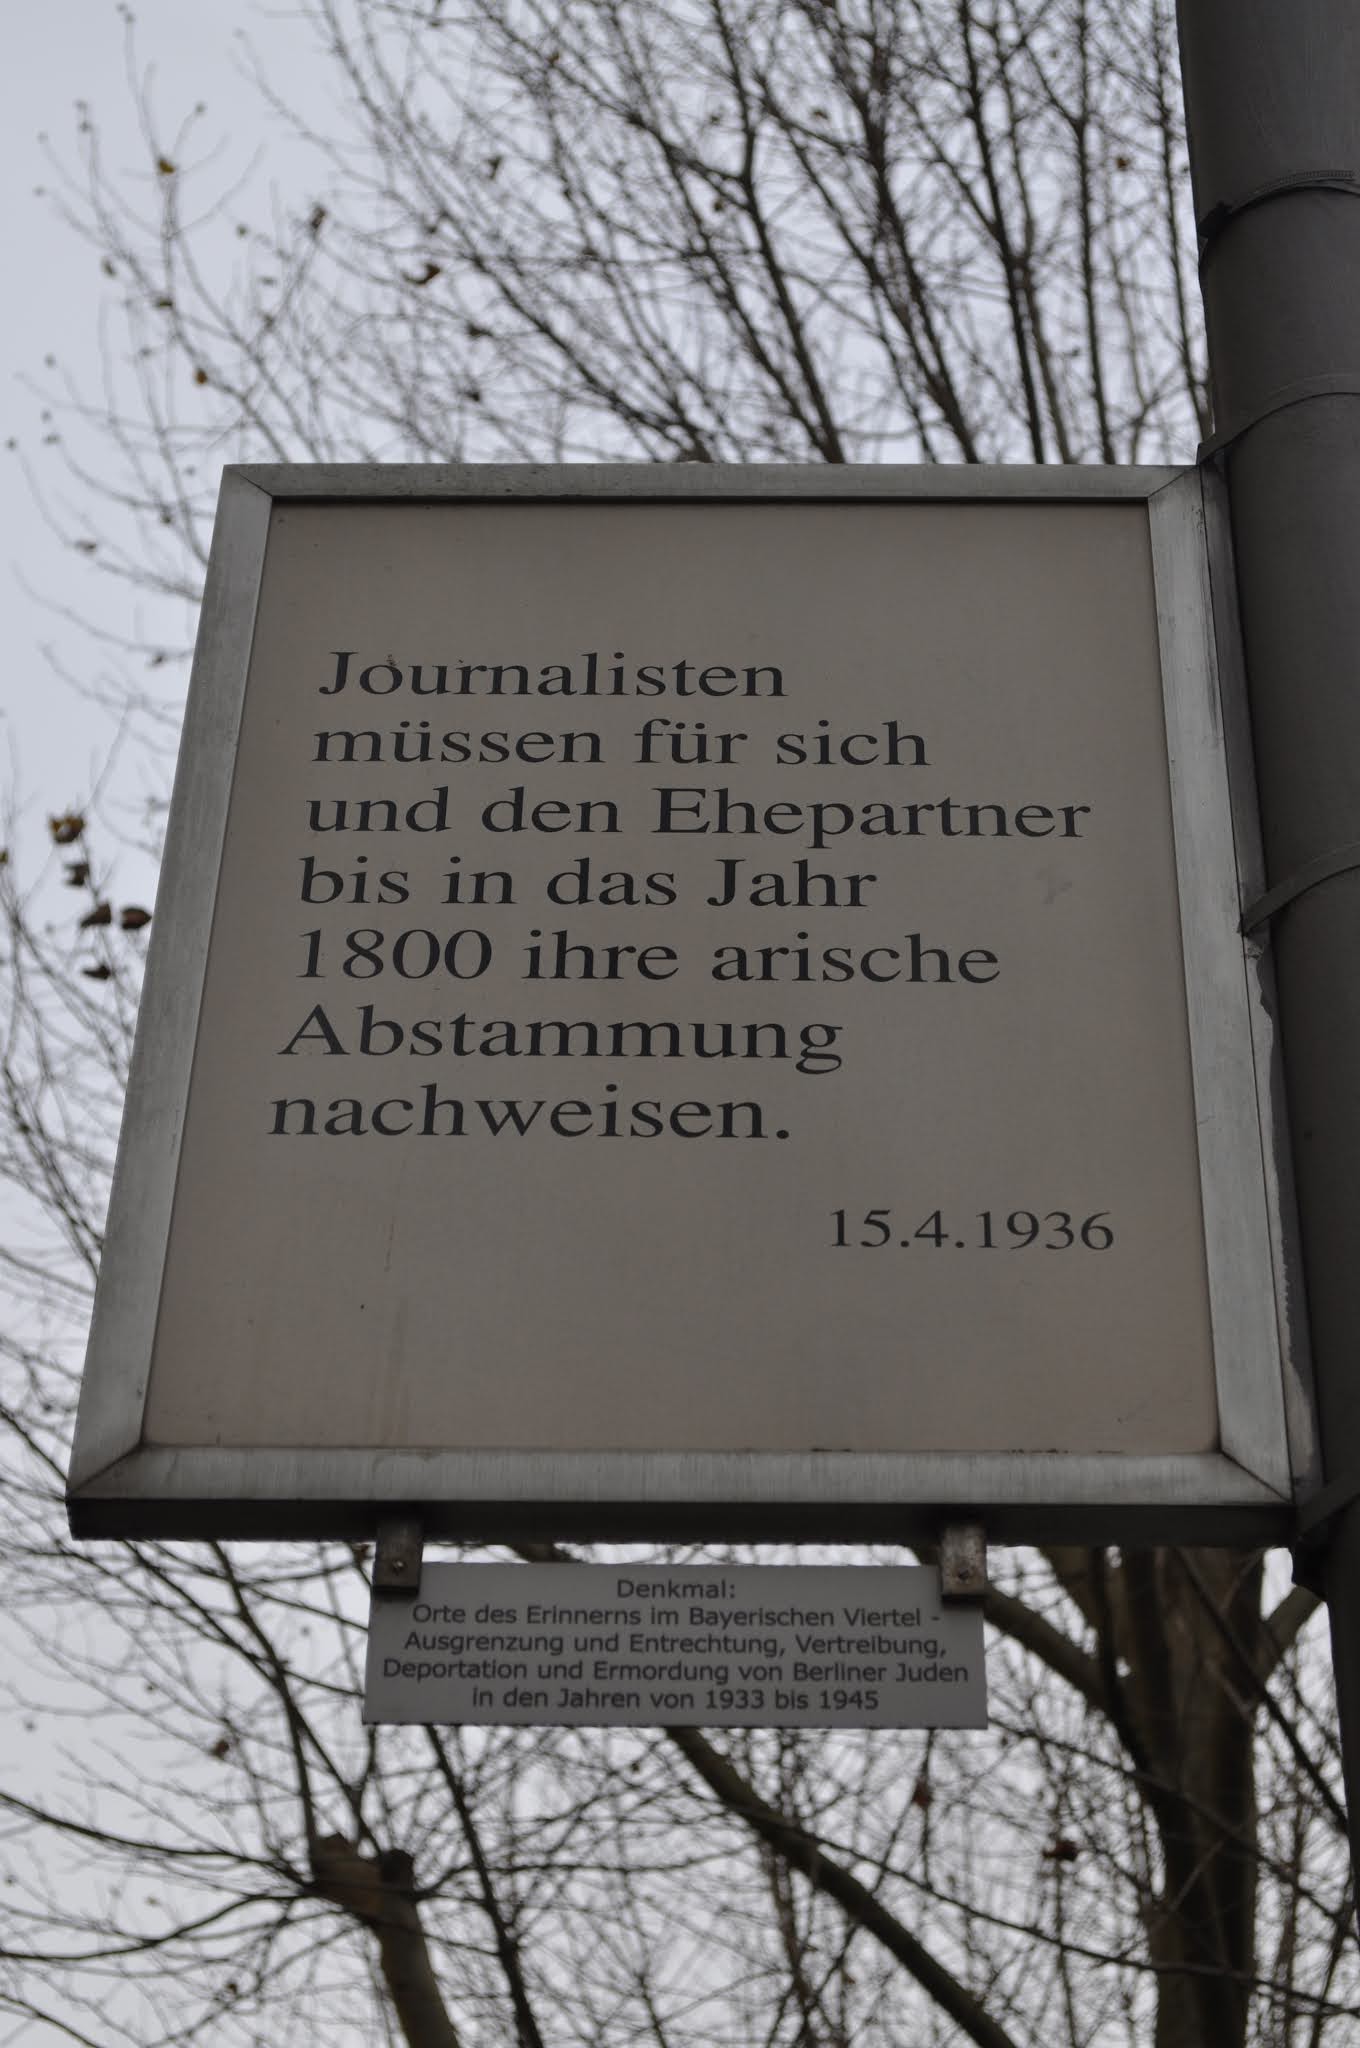 Journalisten
müssen für sich
und den Ehepartner
bis in das Jahr
1800 ihre arische
Abstammung
nachweisen.
15.4.1936
Denkmal:
Orte des Erinnerns im Bayerischen Viertel -
Ausgrenzung und Entrechtung, Vertreibung,
Deportation und Ermordung von Berliner Juden
in den Jahren von 1933 bis 1945